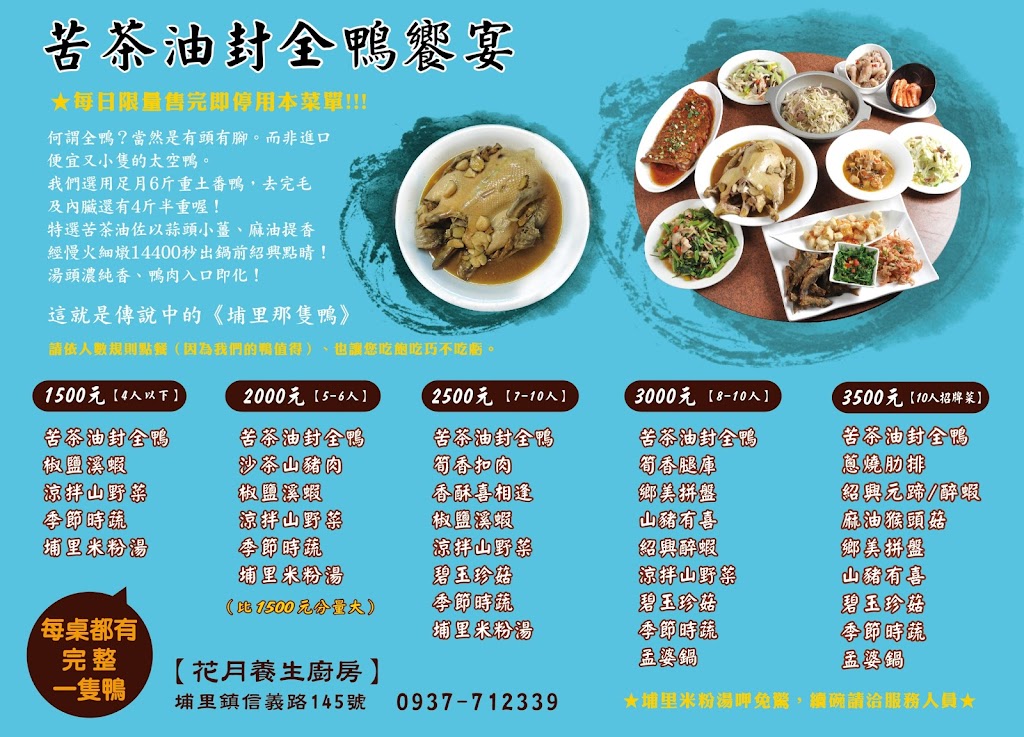 苦茶油封全鴨饗宴
★每日限量售完即停用本菜單!!!
何謂全鴨？當然是有頭有腳。而非進口
便宜又小隻的太空鴨。
我們選用足月6斤重土番鴨，去完毛
及內臟還有4斤半重喔！
特選苦茶油佐以蒜頭小薑、麻油提香
經慢火細燉14400秒出鍋前紹興點晴！
湯頭濃純香、鴨肉入口即化！
這就是傳說中的《埔里那隻鴨》
請依人數規則點餐（因為我們的鴨值得）、也讓您吃飽吃巧不吃虧。
1500元【4人以下】
苦茶油封全鴨
椒鹽溪蝦
涼拌山野菜
季節時蔬
埔里米粉湯
2000元【5-6人】
苦茶油封全鴨
沙茶山豬肉
椒鹽溪蝦
涼拌山野菜
季節時蔬
埔里米粉湯
（比1500元分量大）
2500元【7-10人】
苦茶油封全鴨
筍香扣肉
香酥喜相逢
椒鹽溪蝦
涼拌山野菜
碧玉珍菇
季節時蔬
埔里米粉湯
3000元【8-10人】
苦茶油封全鴨
筍香腿庫
鄉美拼盤
山豬有喜
紹興醉蝦
涼拌山野菜
碧玉珍菇
季節時蔬
孟婆鍋
3500元【10人招牌菜】
苦茶油封全鴨
蔥燒肋排
紹興元蹄/醉蝦
麻油猴頭菇
鄉美拼盤
山豬有喜
碧玉珍菇
季節時蔬
孟婆鍋
每桌都有
完整
一隻鴨
【花月養生廚房】
埔里鎮信義路145號 0937-712339
★埔里米粉湯呷免驚，續碗請洽服務人員★